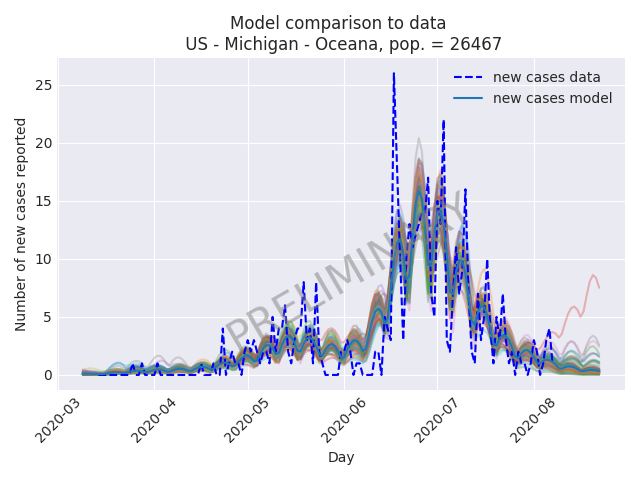 Model comparison to data
US - Michigan - Oceana, pop. = 26467
new cases data
new cases model
Number of new cases reported
25
20
15
10
5
0
PRELIMINARY
2020-03
2020-04
2020-05
2020-06
2020-07
2020-08
Day